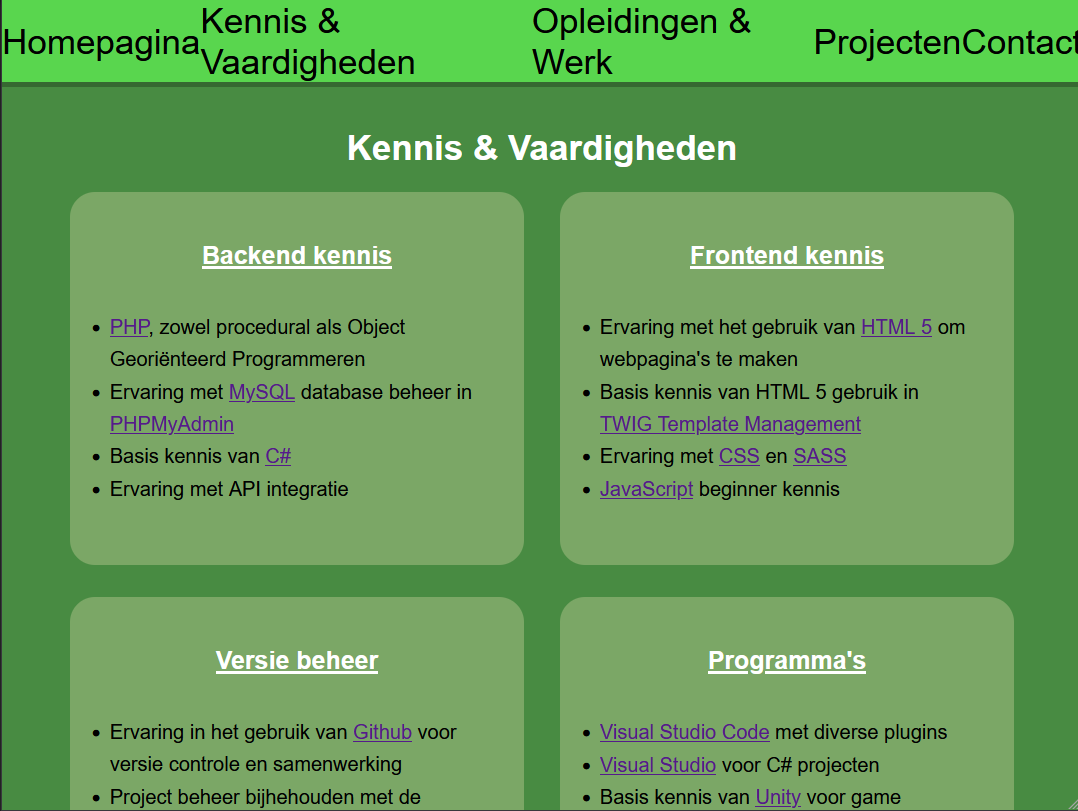 Homepagina
Kennis &
Vaardigheden
Opleidingen &
Werk
Projecten
Contact
Kennis & Vaardigheden
Backend kennis
PHP, zowel procedural als Object
Georiënteerd Programmeren
Ervaring met MySQL database beheer in
PHPMyAdmin
Basis kennis van C#
Ervaring met API integratie
Frontend kennis
Ervaring met het gebruik van HTML 5 om
webpagina's te maken
Basis kennis van HTML 5 gebruik in
TWIG Template Management
Ervaring met CSS en SASS
JavaScript beginner kennis
Versie beheer
Ervaring in het gebruik van Github voor
versie controle en samenwerking
Project beheer bijhouden met de
Programma's
Visual Studio Code met diverse plugins
Visual Studio voor C# projecten
Basis kennis van Unity voor game